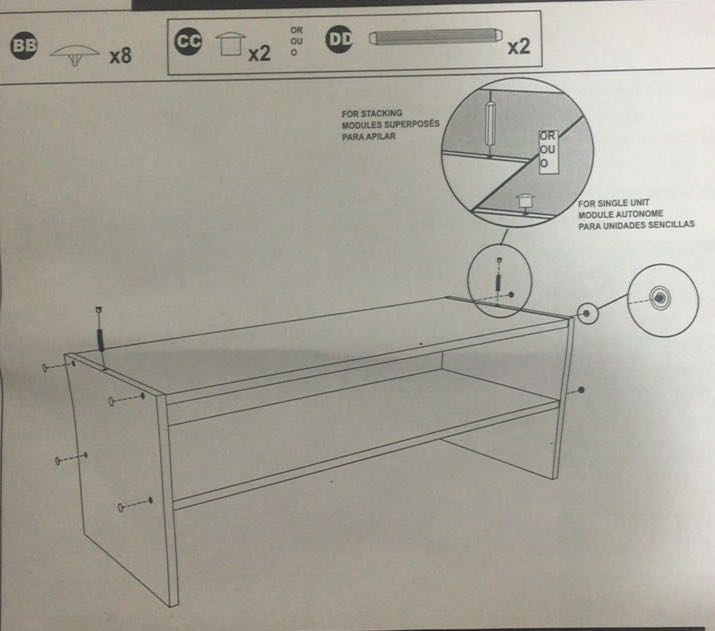 BB
x8
CC
x2
OR
OU
O
DD
x2
FOR STACKING
MODULES SUPERPOSÉS
PARA APILAR
OR
OU
O
FOR SINGLE UNIT
MODULE AUTONOME
PARA UNIDADES SENCILLAS